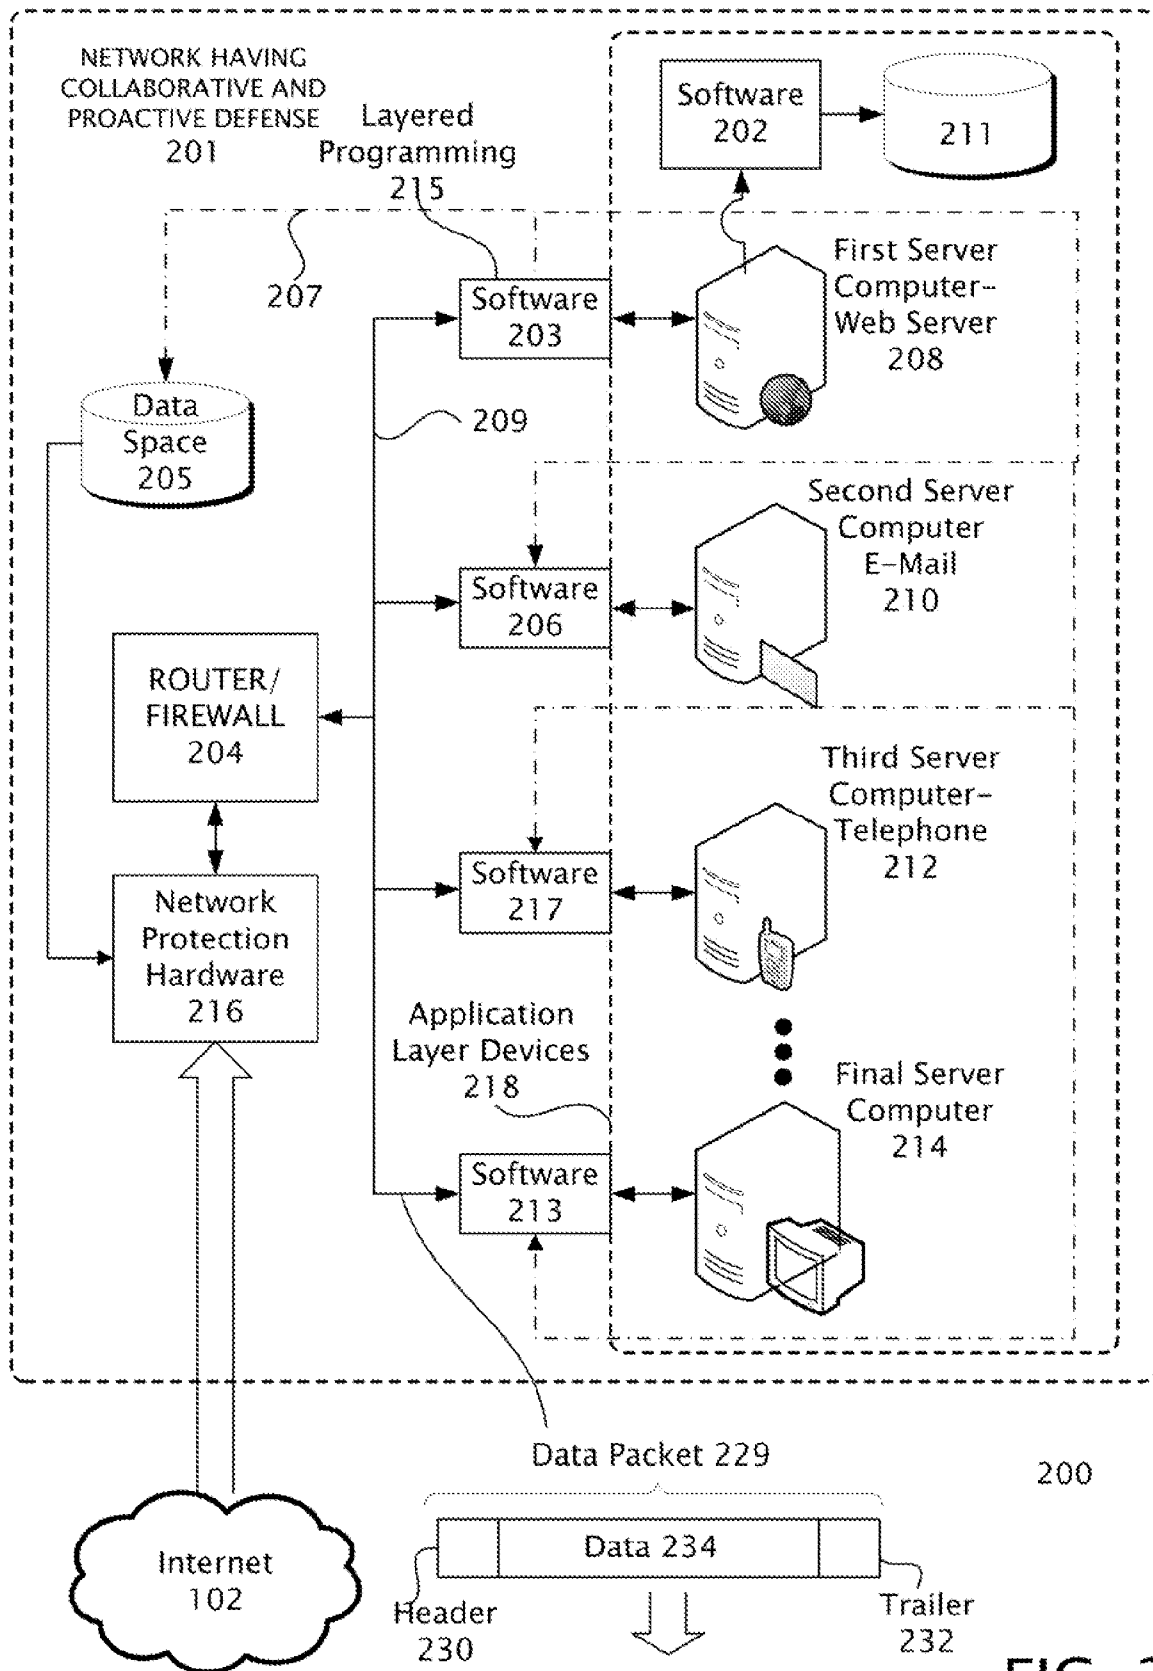 NETWORK HAVING
COLLABORATIVE AND
PROACTIVE DEFENSE
201
Layered
Programming
215
Software
202
211
207
Software
203
First Server
Computer-
Web Server
208
Data
Space
205
209
Second Server
Computer
E-Mail
210
Software
206
ROUTER/
FIREWALL
204
Third Server
Computer-
Telephone
212
Software
217
Network
Protection
Hardware
216
Application
Layer Devices
218
Final Server
Computer
214
Software
213
Data Packet 229
200
Data 234
Internet
102
Header
230
Trailer
232